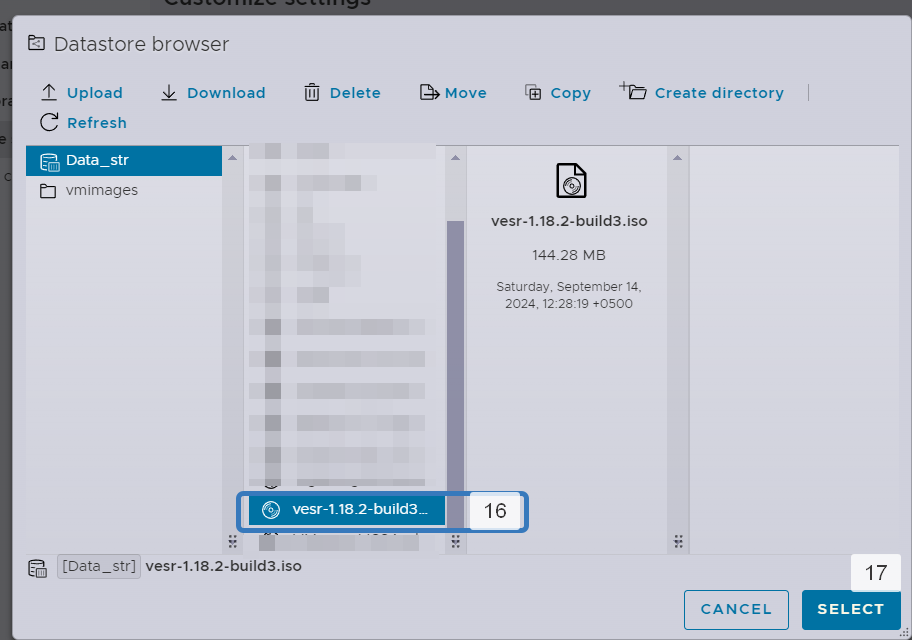 Customize settings
Datastore browser
Upload Download Delete Move Copy Create directory
Refresh
Data_str
vmimages
vesr-1.18.2-build3.iso
144.28 MB
Saturday, September 14,
2024, 12:28:19 +0500
vesr-1.18.2-build3...
16
[Data_str] vesr-1.18.2-build3.iso
17
CANCEL
SELECT